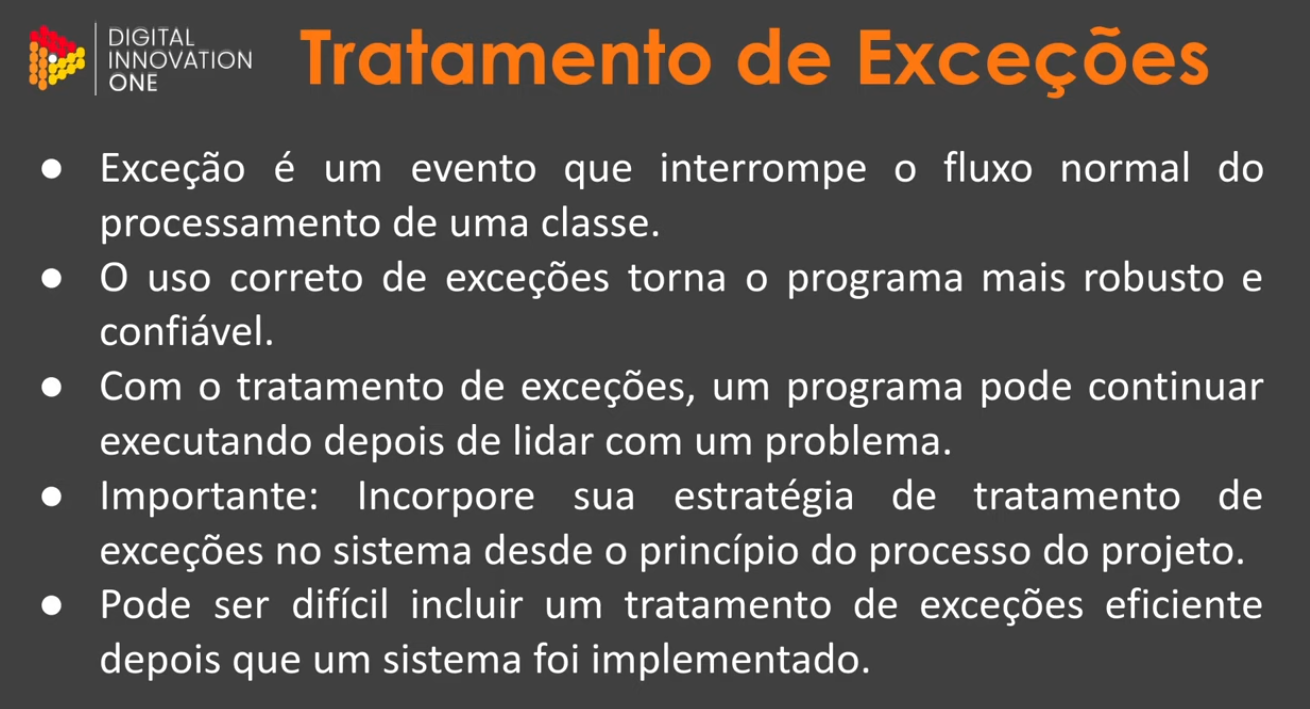 DIGITAL
INNOVATION
ONE
Tratamento de Exceções
● Exceção é um evento que interrompe o fluxo normal do
processamento de uma classe.
● O uso correto de exceções torna o programa mais robusto e
confiável.
● Com o tratamento de exceções, um programa pode continuar
executando depois de lidar com um problema.
● Importante: Incorpore sua estratégia de tratamento de
exceções no sistema desde o princípio do processo do projeto.
● Pode ser difícil incluir um tratamento de exceções eficiente
depois que um sistema foi implementado.